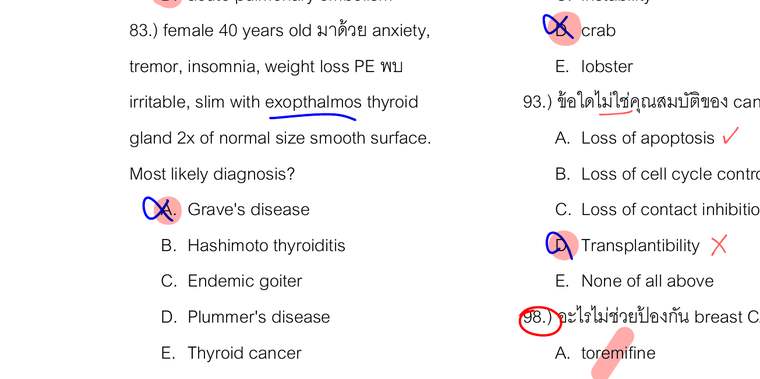 83.) female 40 years old มาด้วย anxiety,
tremor, insomnia, weight loss PE พบ
irritable, slim with exopthalmos thyroid
gland 2x of normal size smooth surface.
Most likely diagnosis?
A. Grave's disease
B. Hashimoto thyroiditis
C. Endemic goiter
D. Plummer's disease
E. Thyroid cancer
D. crab
E. lobster
93.) ข้อใดไม่ใช่คุณสมบัติของ can
A. Loss of apoptosis
B. Loss of cell cycle contro
C. Loss of contact inhibitio
D. Transplantibility
E. None of all above
98.) อะไรไม่ช่วยป้องกัน breast C
A. toremifine